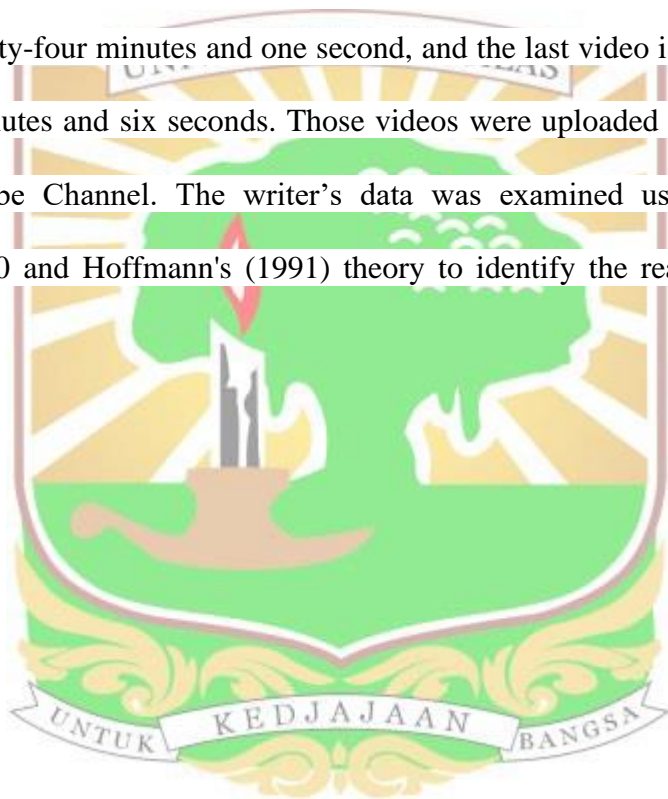 ty-four minutes and one second, and the last video i
utes and six seconds. Those videos were uploaded
be Channel. The writer's data was examined us
0 and Hoffmann's (1991) theory to identify the rea
UNTUK KEDJAJAAN BANGSA